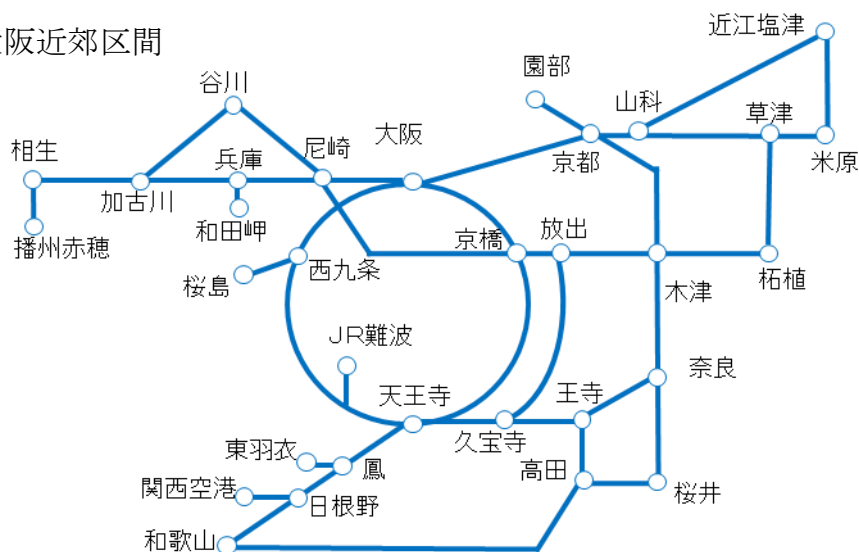 阪近郊区間
近江塩津
園部
山科
草津
谷川
大阪
尼崎
兵庫
相生
京都
米原
加古川
和田岬
播州赤穂
京橋
放出
西九条
桜島
木津
柘植
JR難波
奈良
天王寺
王寺
久宝寺
東羽衣
鳳
高田
関西空港
日根野
桜井
和歌山